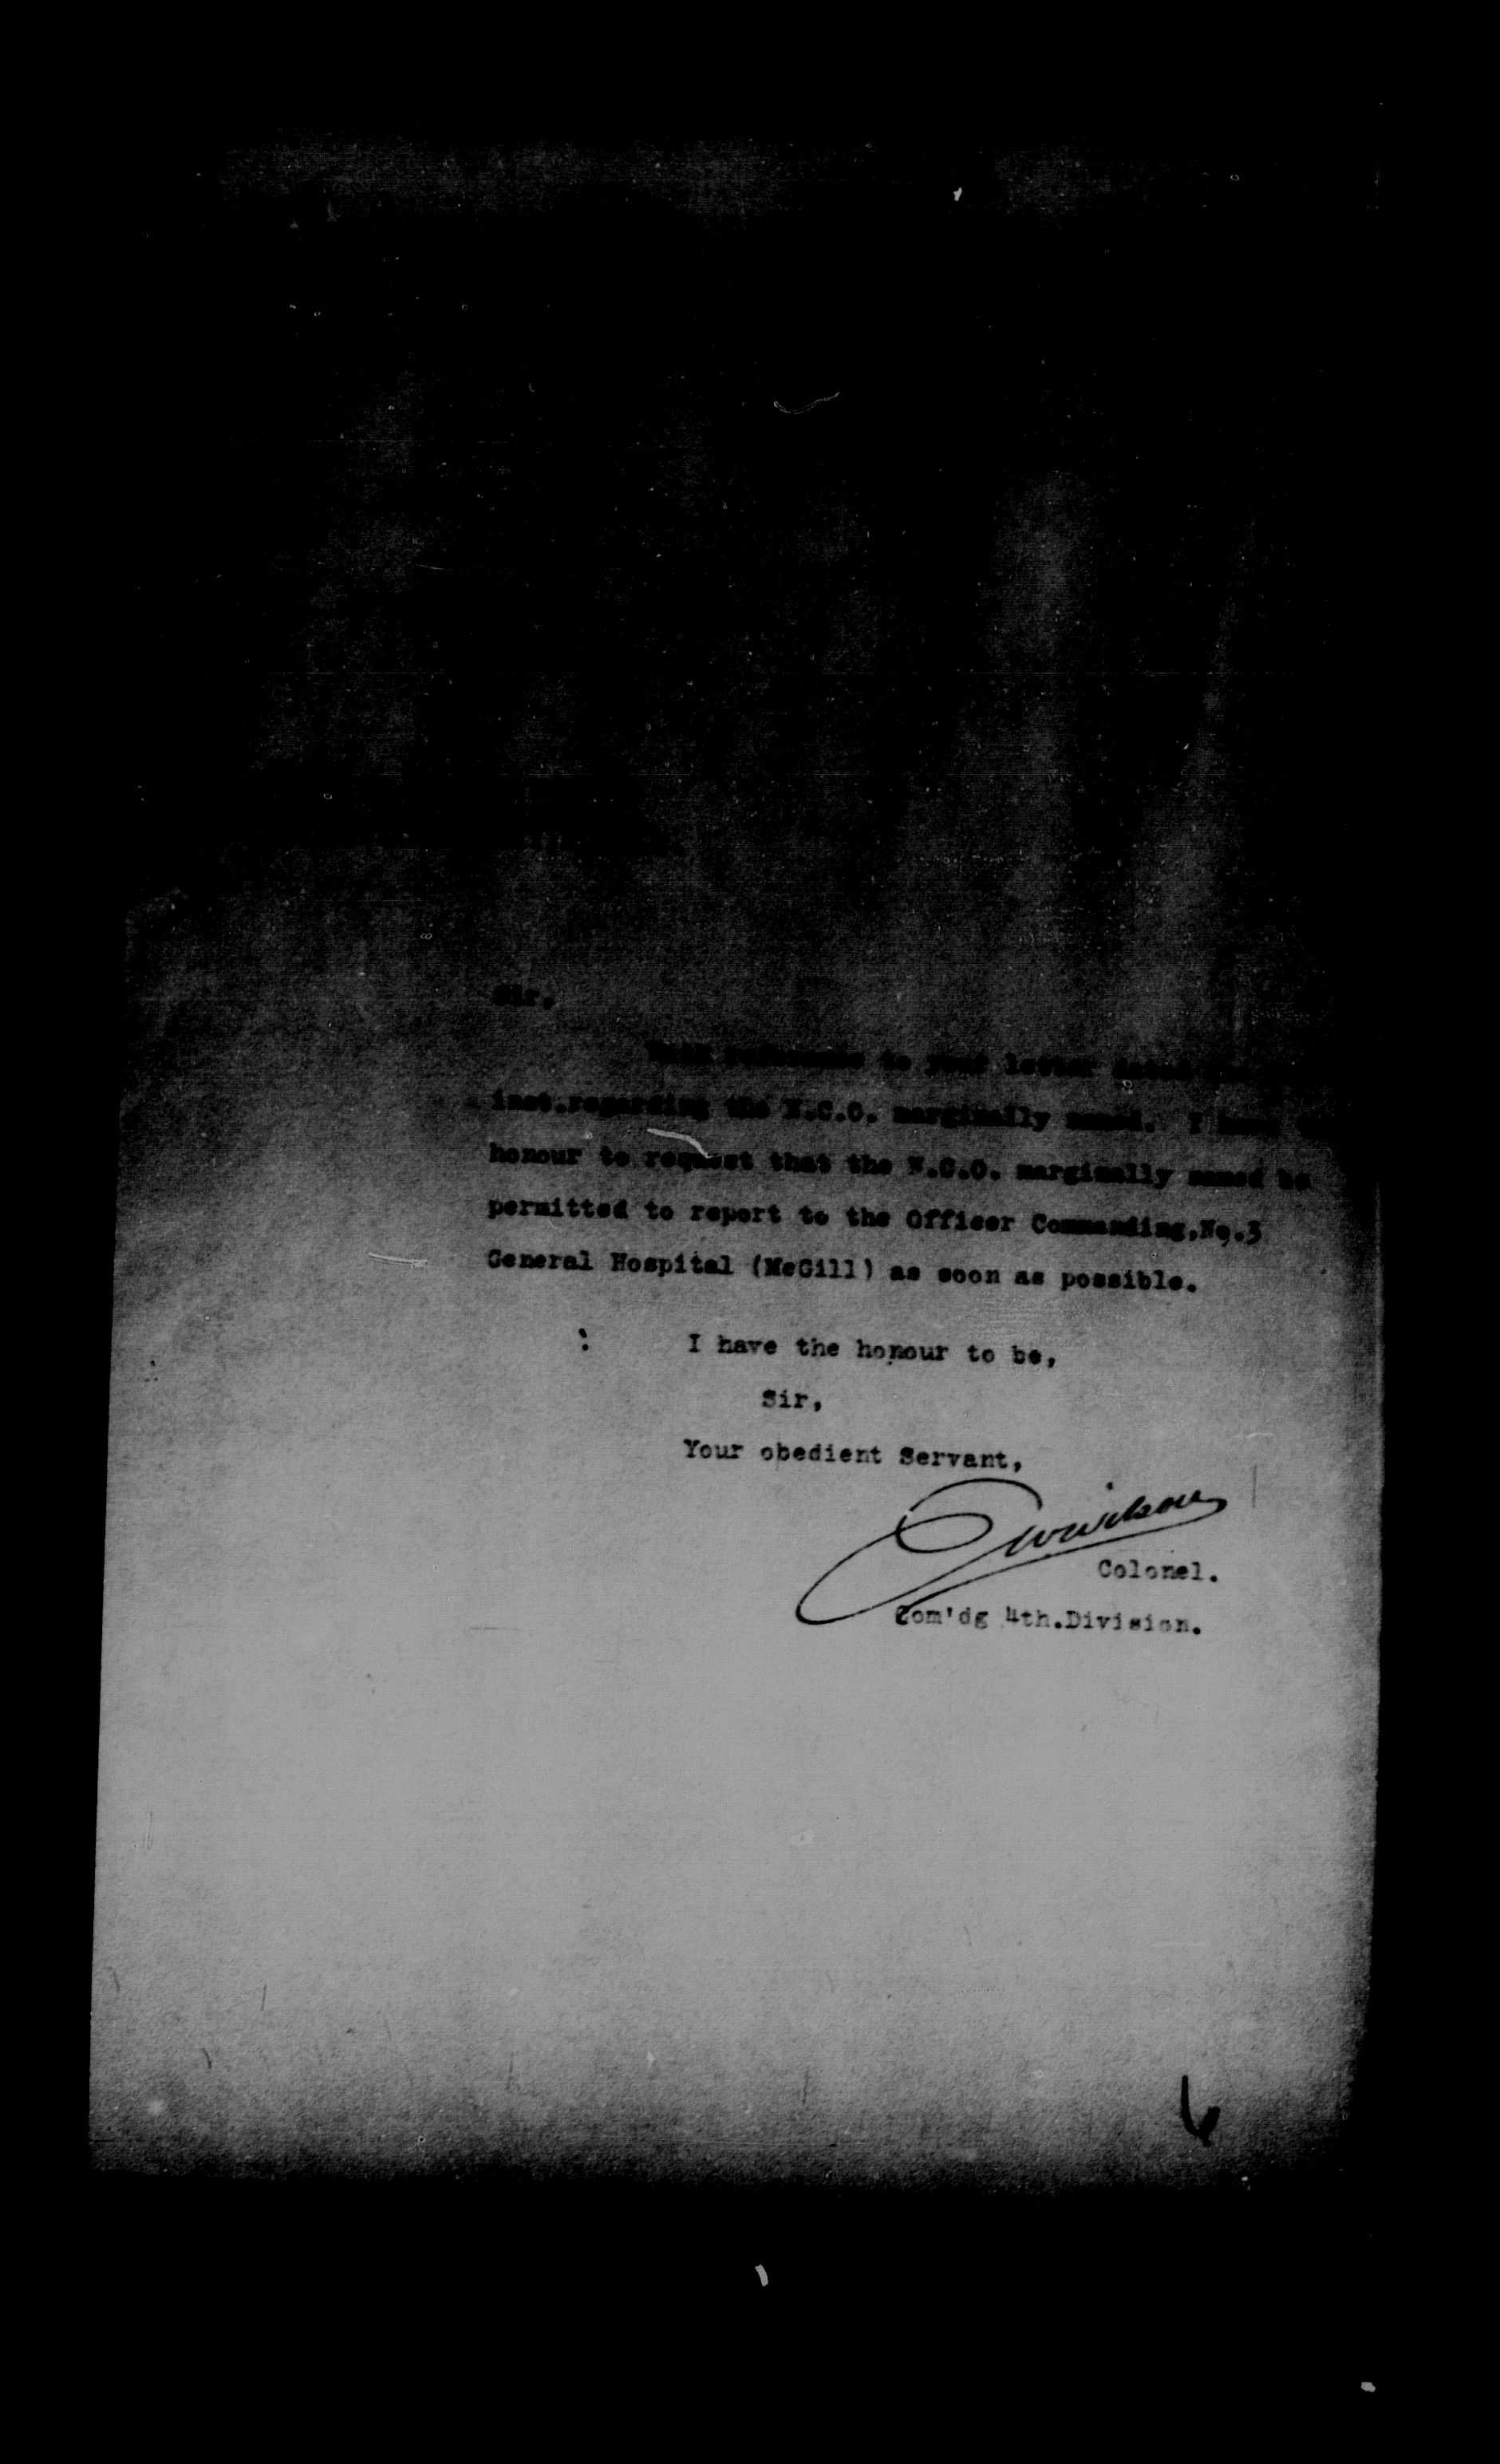 Sir.
With reference to your letter dated
inst.regarding the N.C.O. marginally named. I have
honour to request that the N.C.O. marginally named be
permitted to report to the Officer Commanding,No.3
General Hospital (McGill) as soon as possible.
I have the honour to be,
Sir,
Your obedient Servant,
EWWilson
Colonel.
Com'dg 4th.Division.